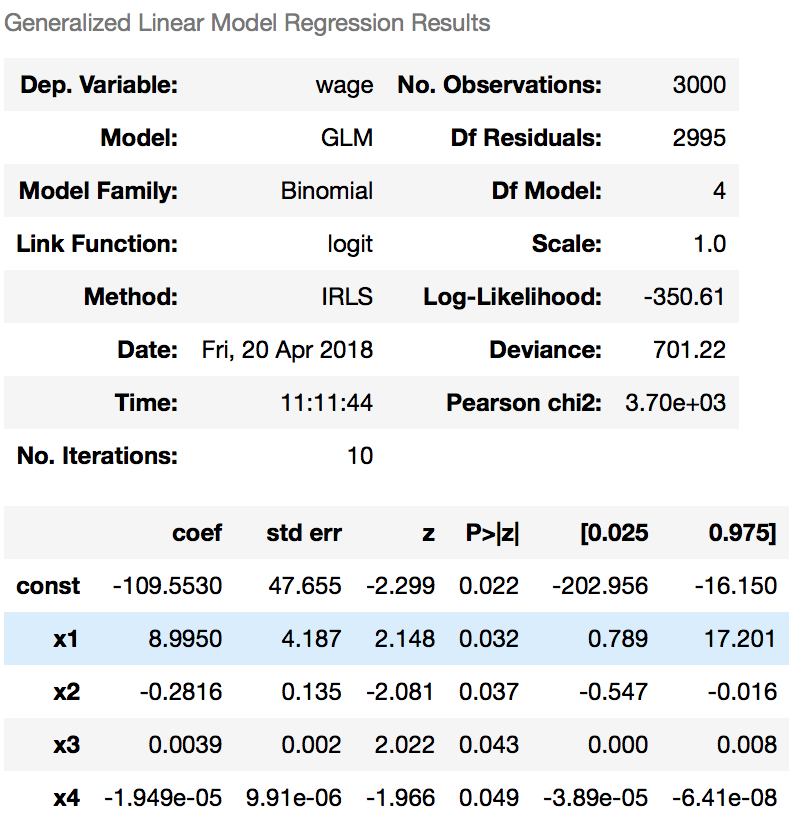 Generalized Linear Model Regression Results
Dep. Variable: wage No. Observations: 3000
Model: GLM Df Residuals: 2995
Model Family: Binomial Df Model: 4
Link Function: logit Scale: 1.0
Method: IRLS Log-Likelihood: -350.61
Date: Fri, 20 Apr 2018 Deviance: 701.22
Time: 11:11:44 Pearson chi2: 3.70e+03
No. Iterations: 10
coef std err z P>|z| [0.025 0.975]
const -109.5530 47.655 -2.299 0.022 -202.956 -16.150
x1 8.9950 4.187 2.148 0.032 0.789 17.201
x2 -0.2816 0.135 -2.081 0.037 -0.547 -0.016
x3 0.0039 0.002 2.022 0.043 0.000 0.008
x4 -1.949e-05 9.91e-06 -1.966 0.049 -3.89e-05 -6.41e-08